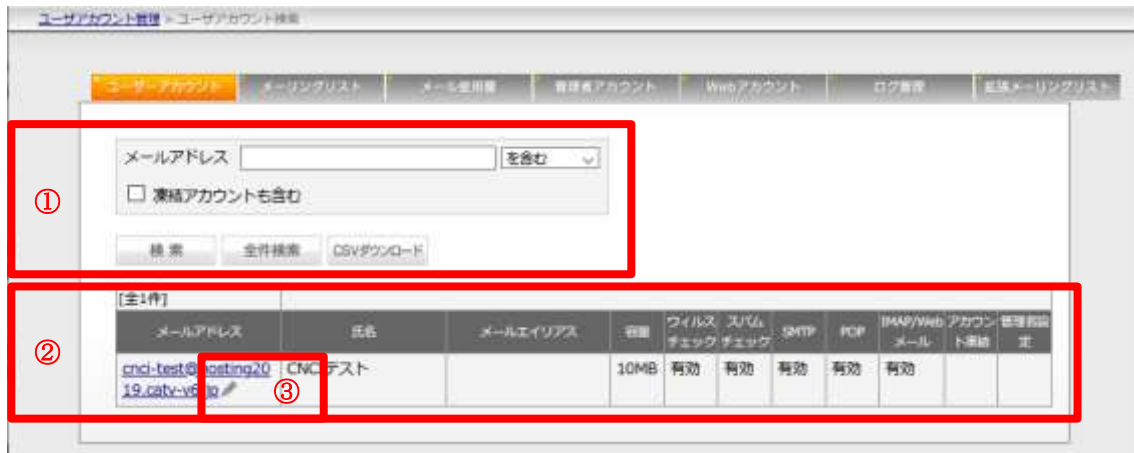 ユーザアカウント管理 > ユーザアカウント検索
ユーザーアカウント メーリングリスト メール使用量 管理者アカウント Webアカウント ログ管理 拡張メーリングリスト
①
メールアドレス を含む
凍結アカウントも含む
検 索 全件検索 CSVダウンロード
②
[全1件]
メールアドレス 氏名 メールエイリアス 容量 ウィルスチェック スパムチェック SMTP POP IMAP/Webメール アカウント凍結 管理者設定
cnci-test@hosting20 CNCIテスト 10MB 有効 有効 有効 有効 有効
19.catv-v6.jp
③